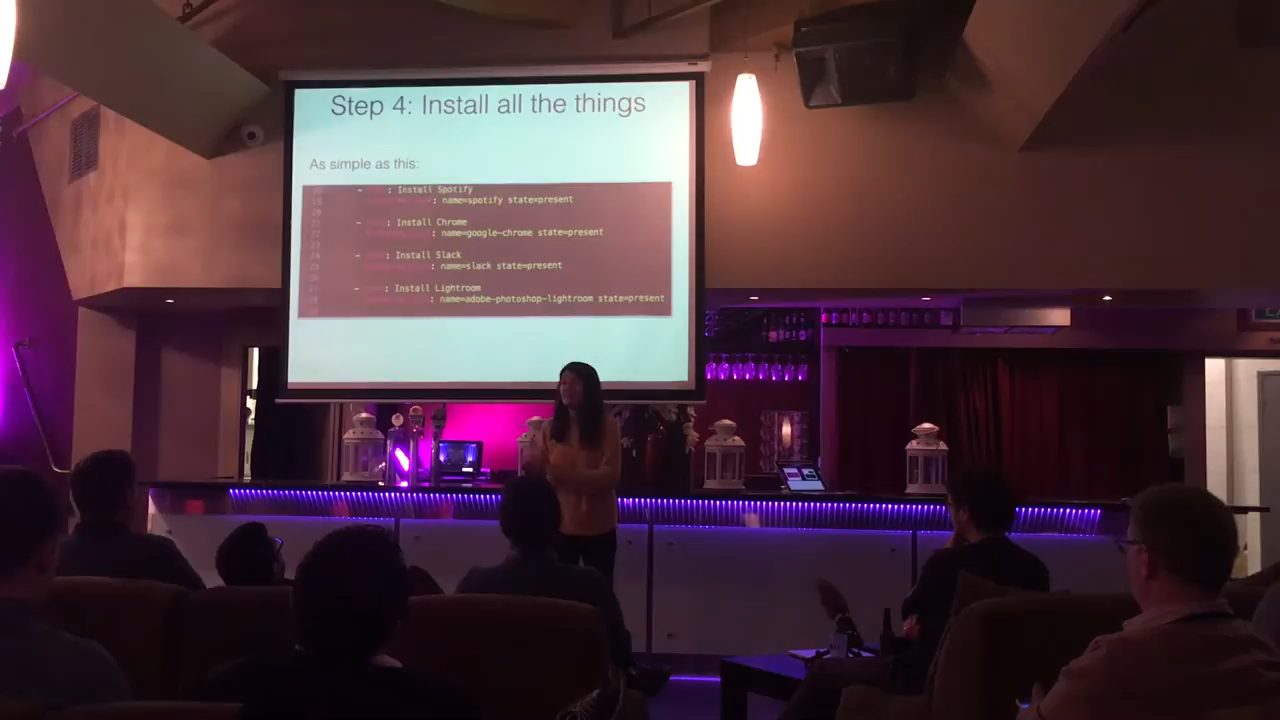 Step 4: Install all the things
As simple as this:
- : Install Spotify
: name=spotify state=present
- : Install Chrome
: name=google-chrome state=present
- : Install Slack
: name=slack state=present
- : Install Lightroom
: name=adobe-photoshop-lightroom state=present